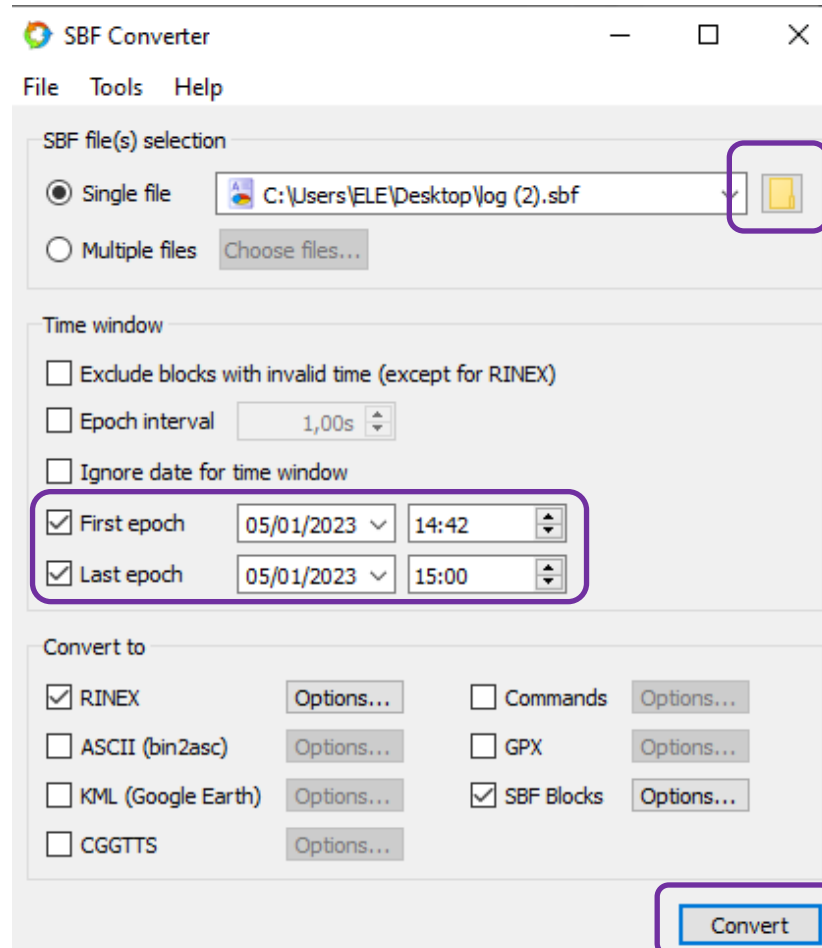 SBF Converter
File Tools Help
SBF file(s) selection
Single file C:\Users\ELE\Desktop\log (2).sbf
Multiple files Choose files...
Time window
Exclude blocks with invalid time (except for RINEX)
Epoch interval 1,00s
Ignore date for time window
First epoch 05/01/2023 14:42
Last epoch 05/01/2023 15:00
Convert to
RINEX Options... Commands Options...
ASCII (bin2asc) Options... GPX Options...
KML (Google Earth) Options... SBF Blocks Options...
CGGTTS Options...
Convert